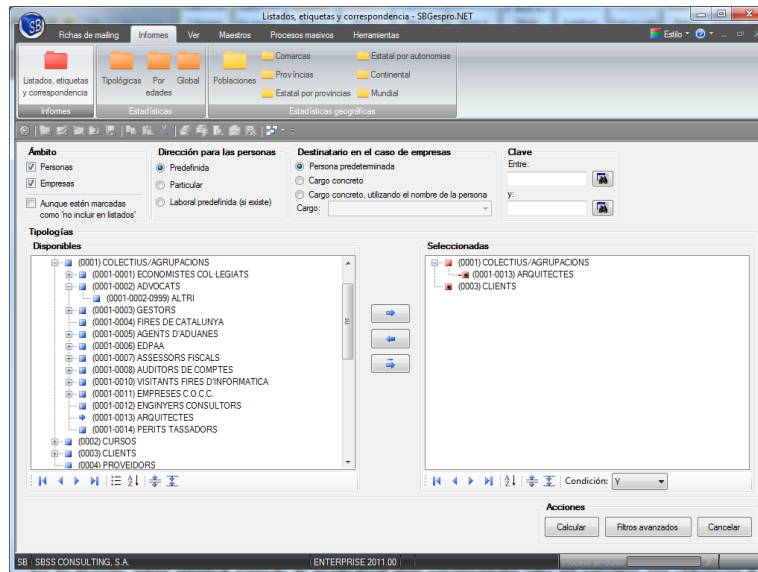 Listados, etiquetas y correspondencia - SBGespro.NET
SB
Fichas de mailing Informes Ver Maestros Procesos masivos Herramientas Estilo
Listados, etiquetas y correspondencia
Informes
Tipológicas Por edades Global
Estadísticas
Poblaciones
Comarcas Estatal por autonomias
Províncias Continental
Estatal por provincias Mundial
Estadísticas geográficas
Ámbito
Personas
Empresas
Aunque estén marcadas
como 'no incluir en listados'
Dirección para las personas
Predefinida
Particular
Laboral predefinida (si existe)
Destinatario en el caso de empresas
Persona predeterminada
Cargo concreto
Cargo concreto, utilizando el nombre de la persona
Cargo:
Clave
Entre:
y:
Tipologías
Disponibles
(0001) COLECTIUS/AGRUPACIONS
(0001-0001) ECONOMISTES COL·LEGIATS
(0001-0002) ADVOCATS
(0001-0002-0999) ALTRI
(0001-0003) GESTORS
(0001-0004) FIRES DE CATALUNYA
(0001-0005) AGENTS D'ADUANES
(0001-0006) EDPAA
(0001-0007) ASSESSORS FISCALS
(0001-0008) AUDITORS DE COMPTES
(0001-0010) VISITANTS FIRES D'INFORMATICA
(0001-0011) EMPRESES C.O.C.C.
(0001-0012) ENGINYERS CONSULTORS
(0001-0013) ARQUITECTES
(0001-0014) PERITS TASSADORS
(0002) CURSOS
(0003) CLIENTS
(0004) PROVEIDORS
Seleccionadas
(0001) COLECTIUS/AGRUPACIONS
(0001-0013) ARQUITECTES
(0003) CLIENTS
Condición: Y
Acciones
Calcular Filtros avanzados Cancelar
SB SBSS CONSULTING, S.A. ENTERPRISE 2011.00